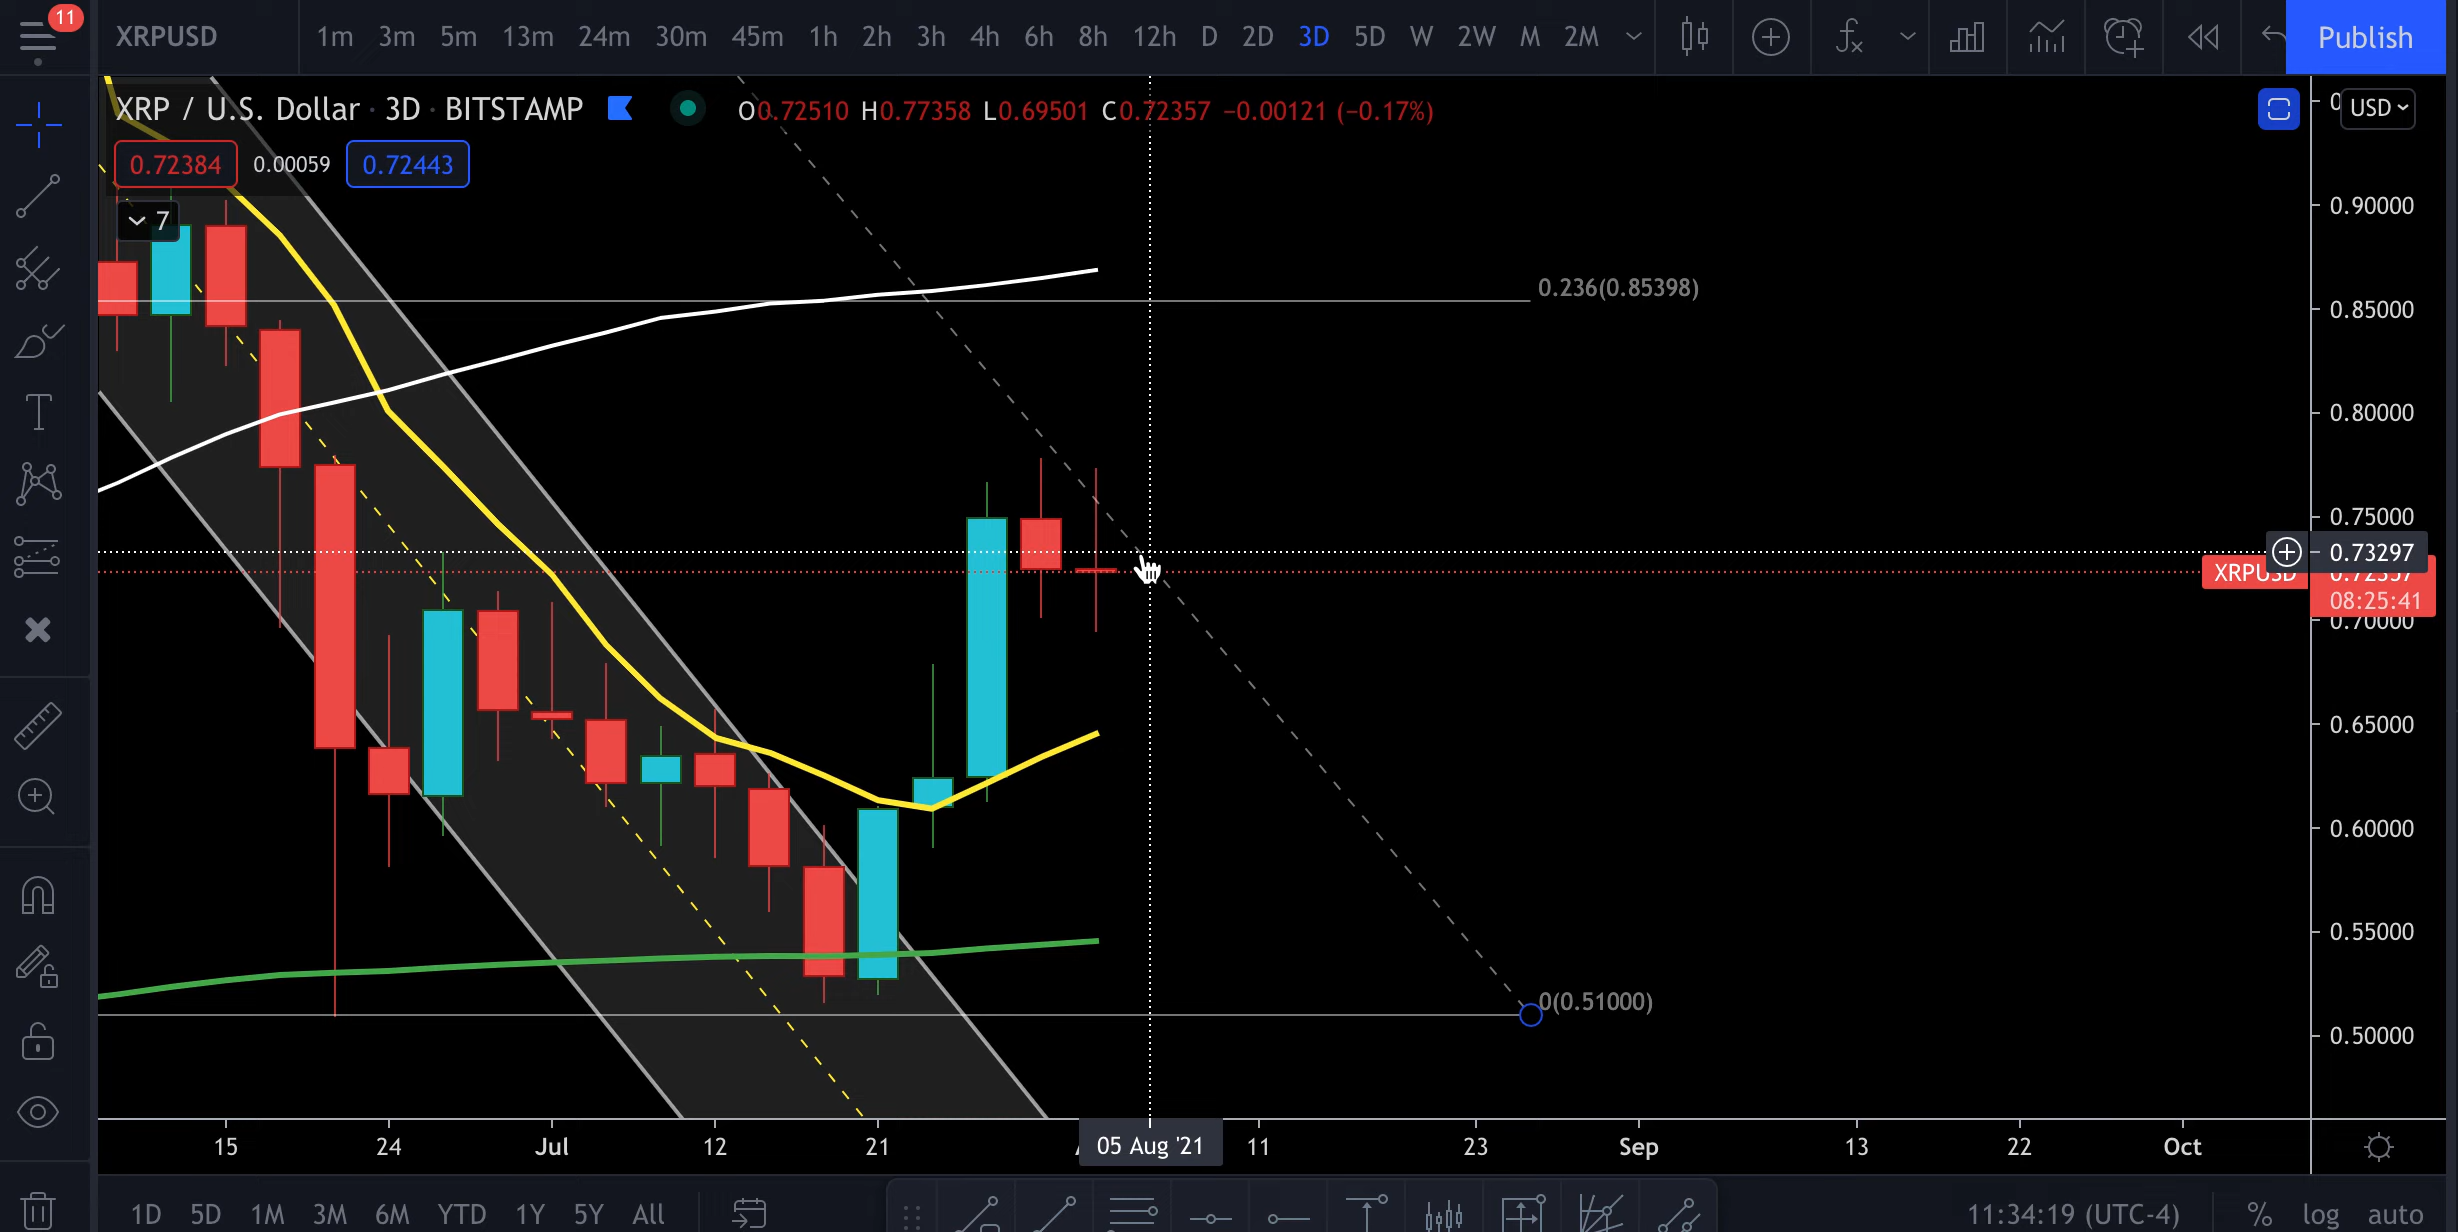 11
XRPUSD 1m 3m 5m 13m 24m 30m 45m 1h 2h 3h 4h 6h 8h 12h D 2D 3D 5D W 2W M 2M Publish
XRP / U.S. Dollar · 3D · BITSTAMP O0.72510 H0.77358 L0.69501 C0.72357 −0.00121 (−0.17%)
USD
0.72384 0.00059 0.72443
7
0.90000
0.236(0.85398)
0.85000
0.80000
0.75000
0.73297
XRPUSD 0.72357
08:25:41
0.70000
0.65000
0.60000
0.55000
0(0.51000)
0.50000
15 24 Jul 12 21 05 Aug '21 11 23 Sep 13 22 Oct
1D 5D 1M 3M 6M YTD 1Y 5Y All 11:34:19 (UTC-4) % log auto